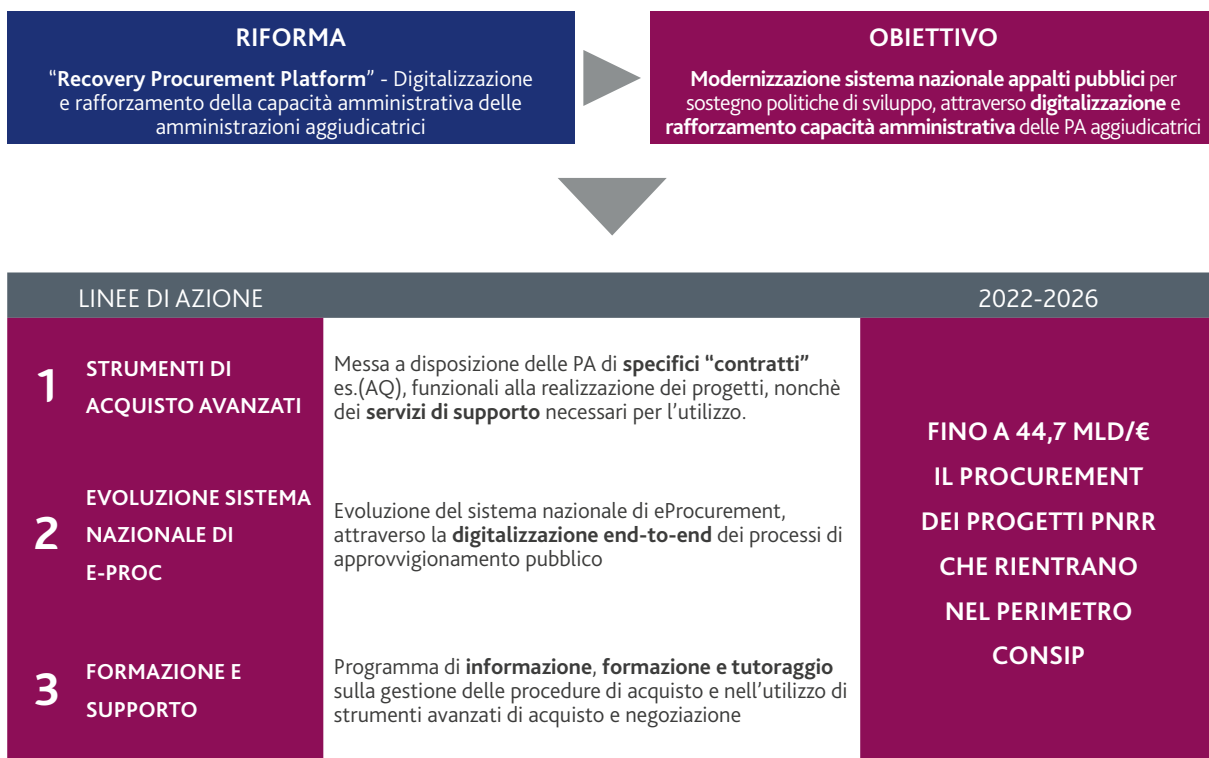 RIFORMA
“Recovery Procurement Platform” - Digitalizzazione
e rafforzamento della capacità amministrativa delle
amministrazioni aggiudicatrici
OBIETTIVO
Modernizzazione sistema nazionale appalti pubblici per
sostegno politiche di sviluppo, attraverso digitalizzazione e
rafforzamento capacità amministrativa delle PA aggiudicatrici
LINEE DI AZIONE
2022-2026
1
STRUMENTI DI
ACQUISTO AVANZATI
Messa a disposizione delle PA di specifici “contratti”
es.(AQ), funzionali alla realizzazione dei progetti, nonchè
dei servizi di supporto necessari per l’utilizzo.
2
EVOLUZIONE SISTEMA
NAZIONALE DI
E-PROC
Evoluzione del sistema nazionale di eProcurement,
attraverso la digitalizzazione end-to-end dei processi di
approvvigionamento pubblico
3
FORMAZIONE E
SUPPORTO
Programma di informazione, formazione e tutoraggio
sulla gestione delle procedure di acquisto e nell’utilizzo di
strumenti avanzati di acquisto e negoziazione
FINO A 44,7 MLD/€
IL PROCUREMENT
DEI PROGETTI PNRR
CHE RIENTRANO
NEL PERIMETRO
CONSIP